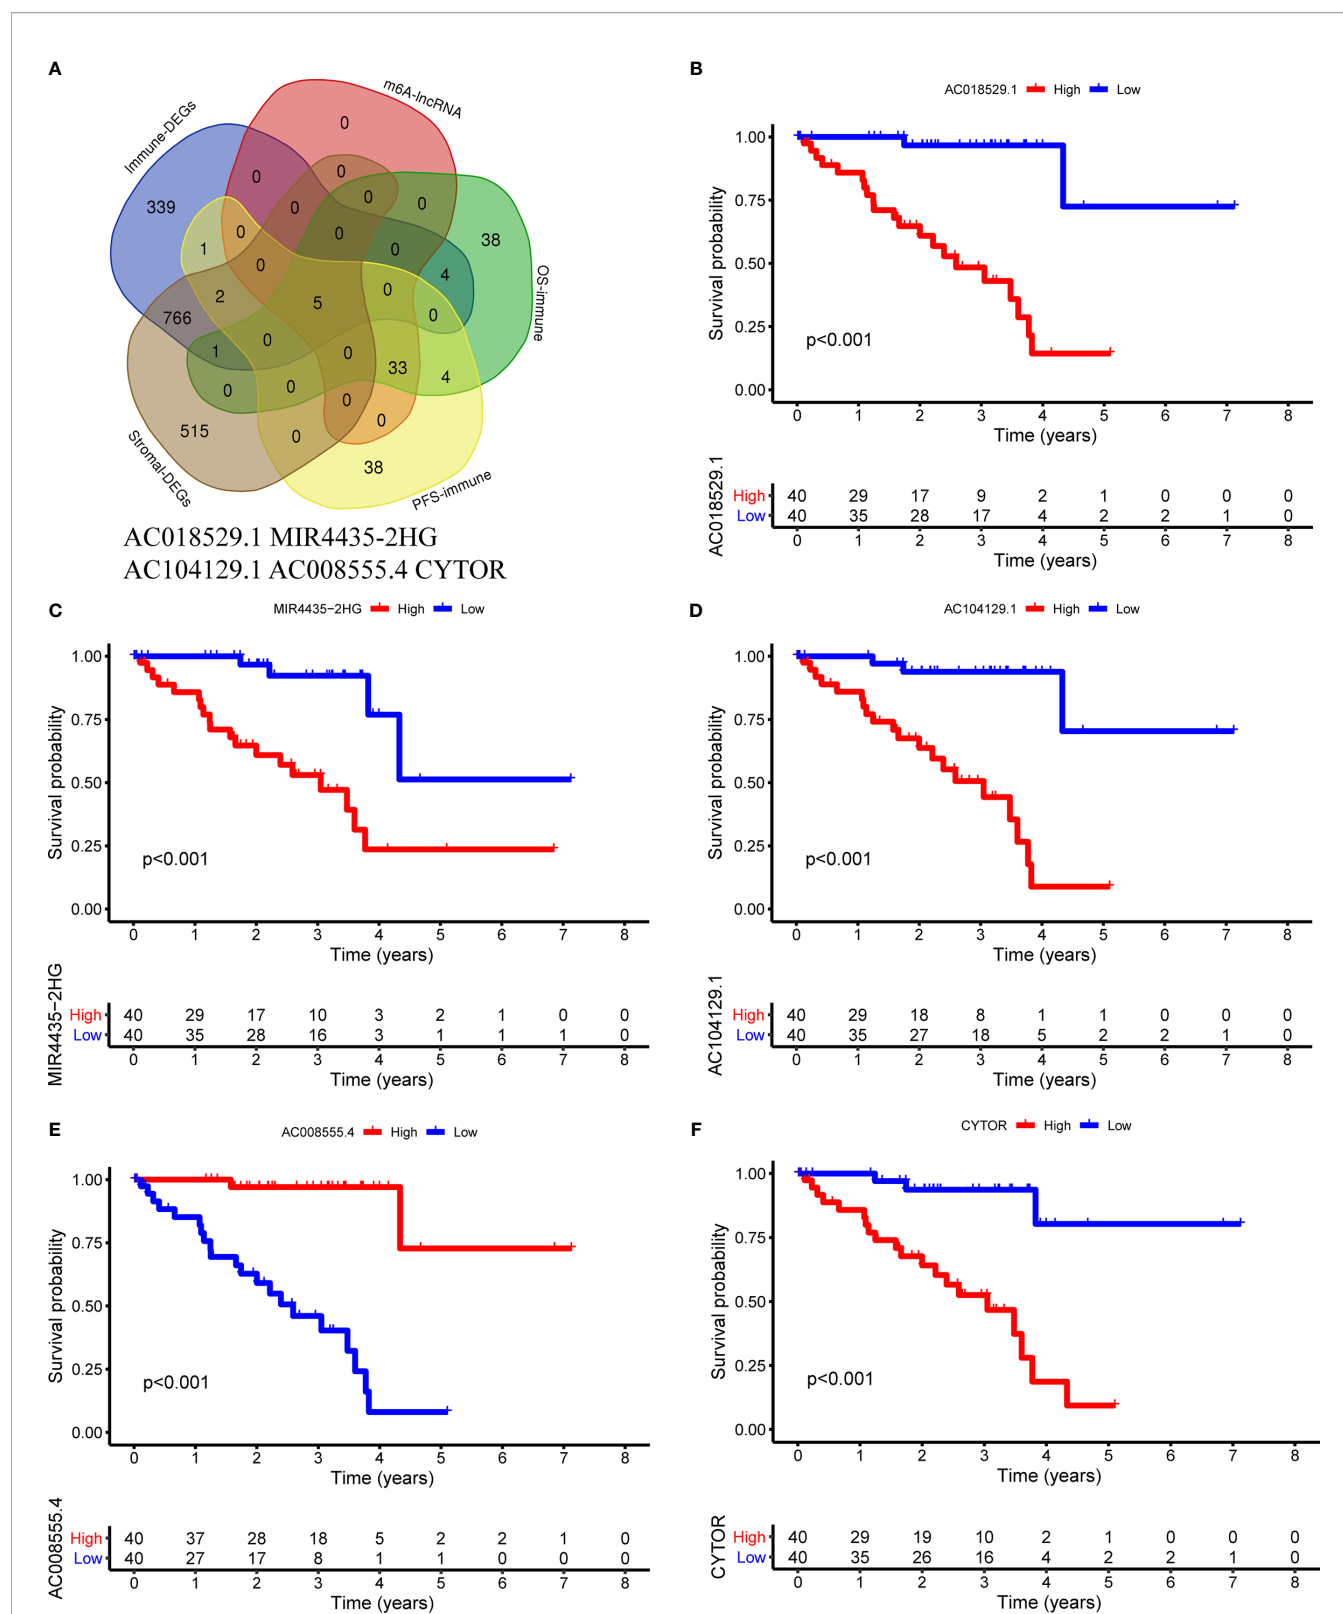 A
Immune-DEGs
m6A-lncRNA
OS-immune
PFS-immune
Stromal-DEGs
0
0
0
0
0
339
0
0
38
0
0
1
0
4
0
2
5
0
0
766
1
0
0
33
4
0
0
0
0
515
0
38
AC018529.1 MIR4435-2HG
AC104129.1 AC008555.4 CYTOR
B
AC018529.1 High Low
Survival probability
1.00
0.75
0.50
0.25
0.00
p<0.001
0 1 2 3 4 5 6 7 8
Time (years)
AC018529.1
High 40 29 17 9 2 1 0 0 0
Low 40 35 28 17 4 2 2 1 0
0 1 2 3 4 5 6 7 8
Time (years)
C
MIR4435−2HG High Low
Survival probability
1.00
0.75
0.50
0.25
0.00
p<0.001
0 1 2 3 4 5 6 7 8
Time (years)
MIR4435−2HG
High 40 29 17 10 3 2 1 0 0
Low 40 35 28 16 3 1 1 1 0
0 1 2 3 4 5 6 7 8
Time (years)
D
AC104129.1 High Low
Survival probability
1.00
0.75
0.50
0.25
0.00
p<0.001
0 1 2 3 4 5 6 7 8
Time (years)
AC104129.1
High 40 29 18 8 1 1 0 0 0
Low 40 35 27 18 5 2 2 1 0
0 1 2 3 4 5 6 7 8
Time (years)
E
AC008555.4 High Low
Survival probability
1.00
0.75
0.50
0.25
0.00
p<0.001
0 1 2 3 4 5 6 7 8
Time (years)
AC008555.4
High 40 37 28 18 5 2 2 1 0
Low 40 27 17 8 1 1 0 0 0
0 1 2 3 4 5 6 7 8
Time (years)
F
CYTOR High Low
Survival probability
1.00
0.75
0.50
0.25
0.00
p<0.001
0 1 2 3 4 5 6 7 8
Time (years)
CYTOR
High 40 29 19 10 2 1 0 0 0
Low 40 35 26 16 4 2 2 1 0
0 1 2 3 4 5 6 7 8
Time (years)